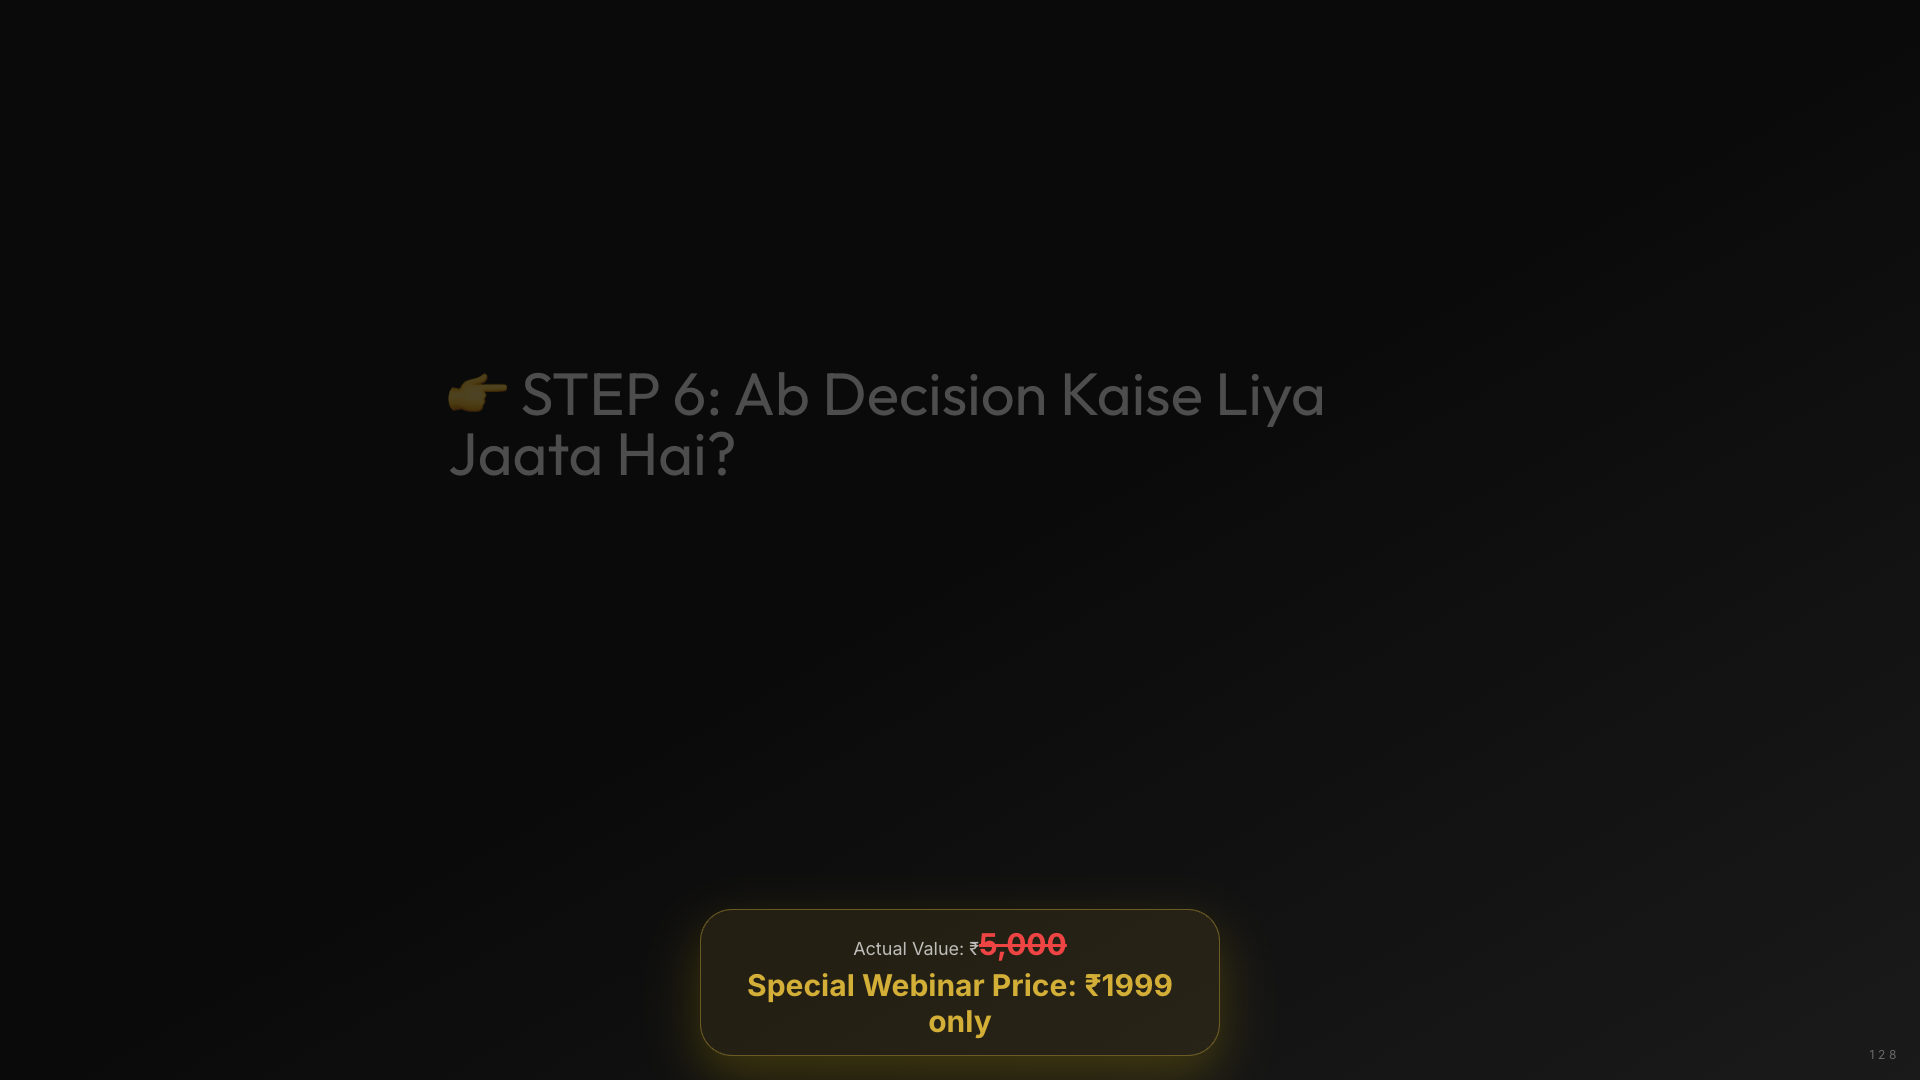 👉 STEP 6: Ab Decision Kaise Liya
Jaata Hai?
Actual Value: ₹5,000
Special Webinar Price: ₹1999
only
128